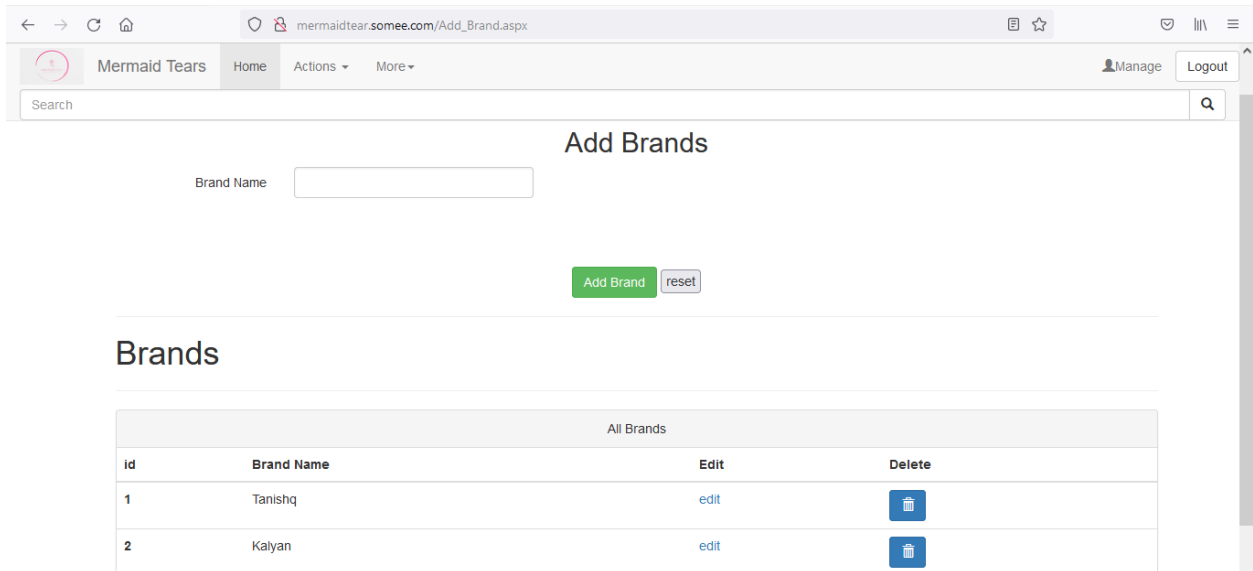 mermaidtear.somee.com/Add_Brand.aspx
Mermaid Tears Home Actions More Manage Logout
Search
Add Brands
Brand Name
Add Brand reset
Brands
All Brands
id Brand Name Edit Delete
1 Tanishq edit
2 Kalyan edit